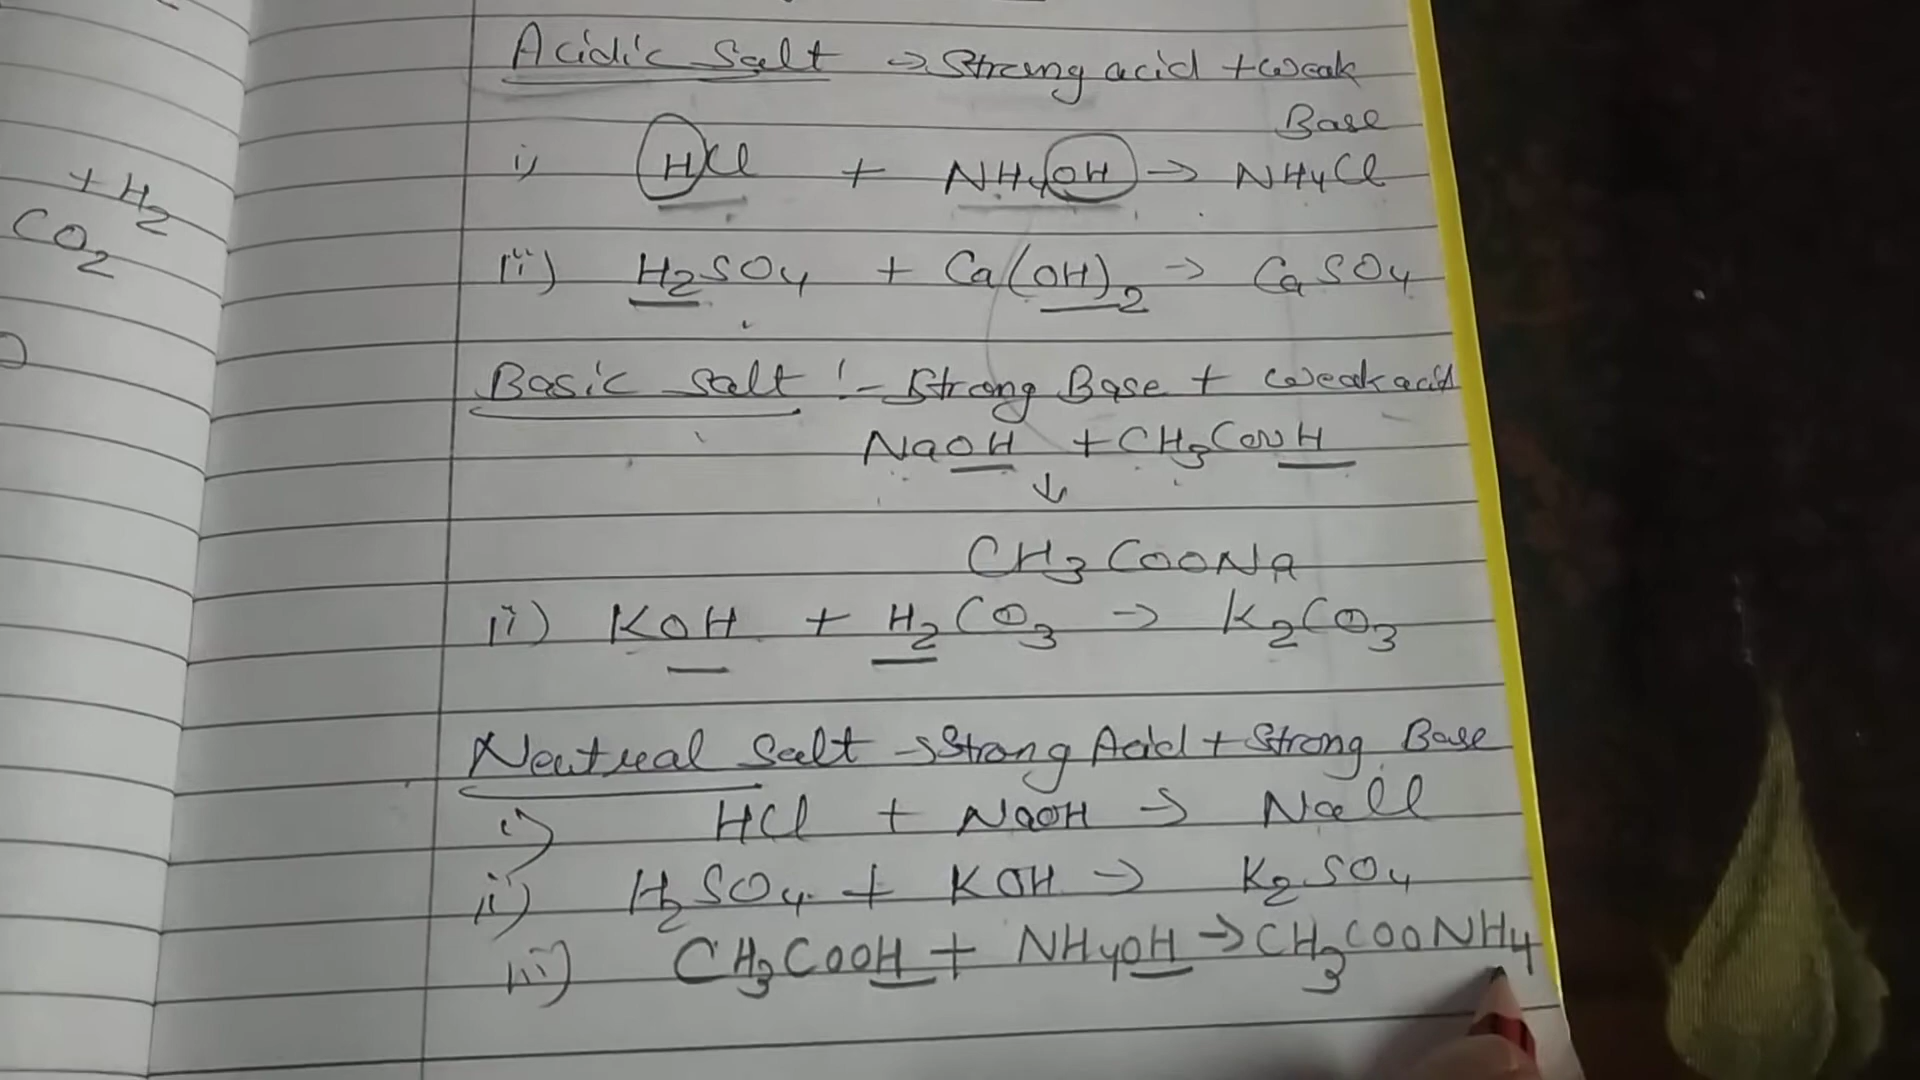 + H2
CO2
Acidic Salt → Strong acid + weak
Base
i) HCl + NH4OH → NH4Cl
ii) H2SO4 + Ca(OH)2 → CaSO4
Basic Salt :- Strong Base + weak acid
NaOH + CH3COOH
↓
CH3COONa
ii) KOH + H2CO3 → K2CO3
Neutral Salt → Strong Acid + Strong Base
i) HCl + NaOH → NaCl
ii) H2SO4 + KOH → K2SO4
iii) CH3COOH + NH4OH → CH3COONH4